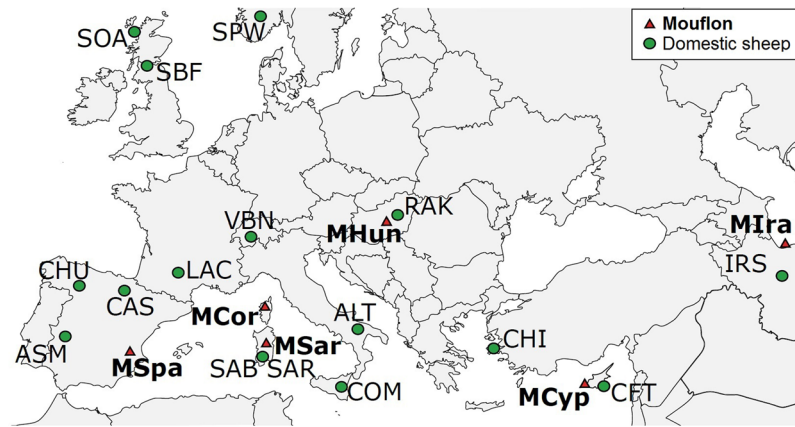 SOA
SPW
Mouflon
Domestic sheep
SBF
VBN
RAK
MHun
MIra
CHU
LAC
IRS
CAS
MCor
ALT
ASM
MSpa
MSar
CHI
SAB SAR
COM
MCyp
CFT